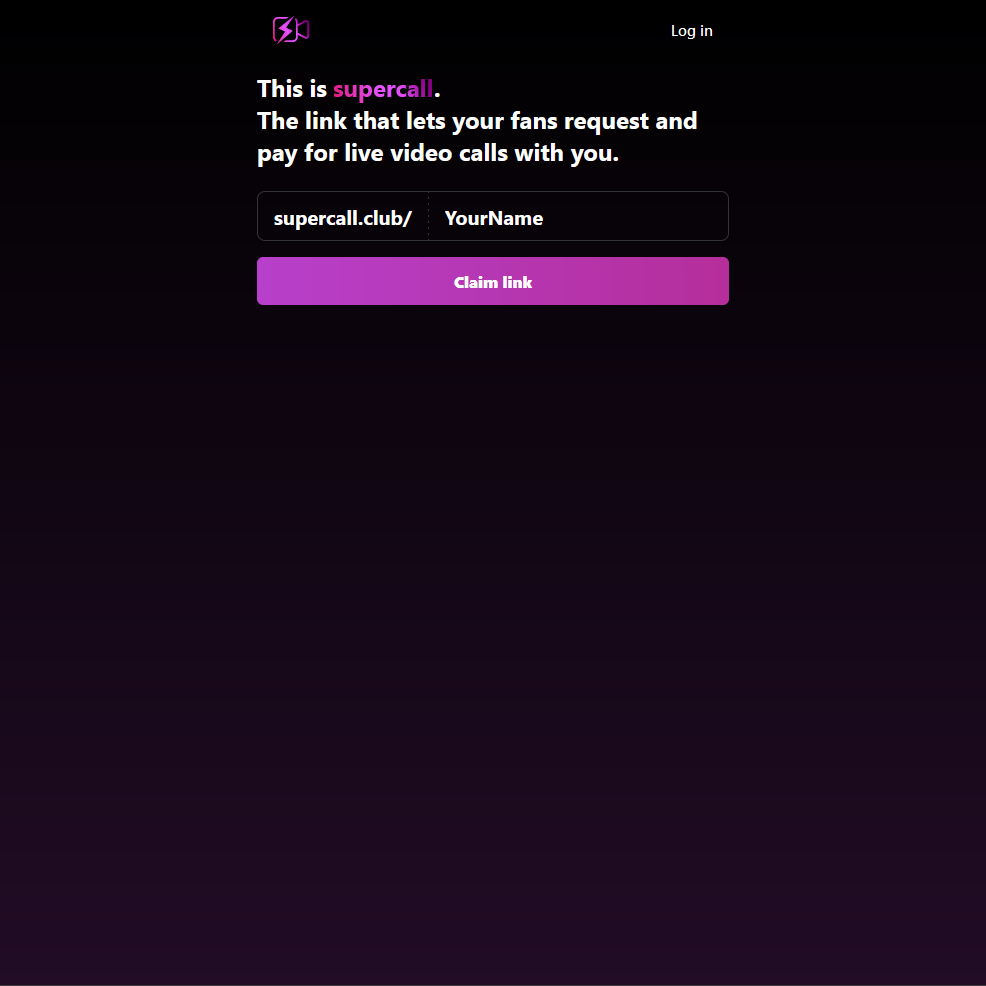 Log in
This is supercall.
The link that lets your fans request and
pay for live video calls with you.
supercall.club/ YourName
Claim link